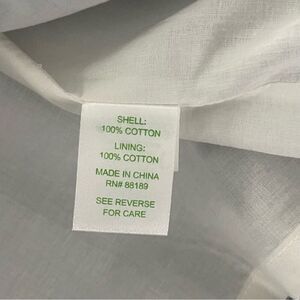 SHELL:
100% COTTON
LINING:
100% COTTON
MADE IN CHINA
RN# 88189
SEE REVERSE
FOR CARE